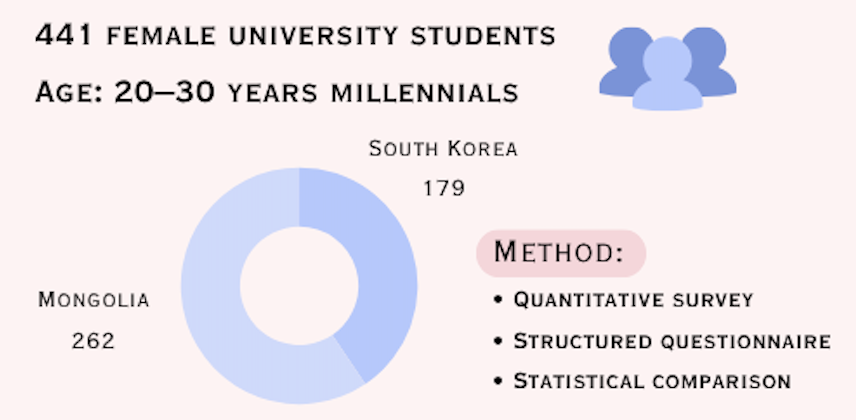 441 FEMALE UNIVERSITY STUDENTS
AGE: 20–30 YEARS MILLENNIALS
SOUTH KOREA
179
MONGOLIA
262
METHOD:
• QUANTITATIVE SURVEY
• STRUCTURED QUESTIONNAIRE
• STATISTICAL COMPARISON